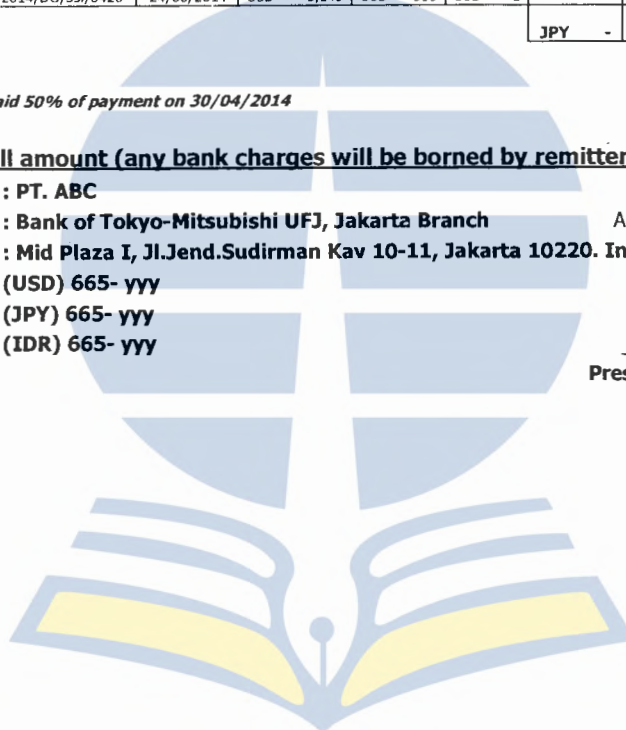 JPY -
aid 50% of payment on 30/04/2014
ll amount (any bank charges will be borned by remitter
: PT. ABC
: Bank of Tokyo-Mitsubishi UFJ, Jakarta Branch A
: Mid Plaza I, Jl.Jend.Sudirman Kav 10-11, Jakarta 10220. In
(USD) 665- yyy
(JPY) 665- yyy
(IDR) 665- yyy
Pres